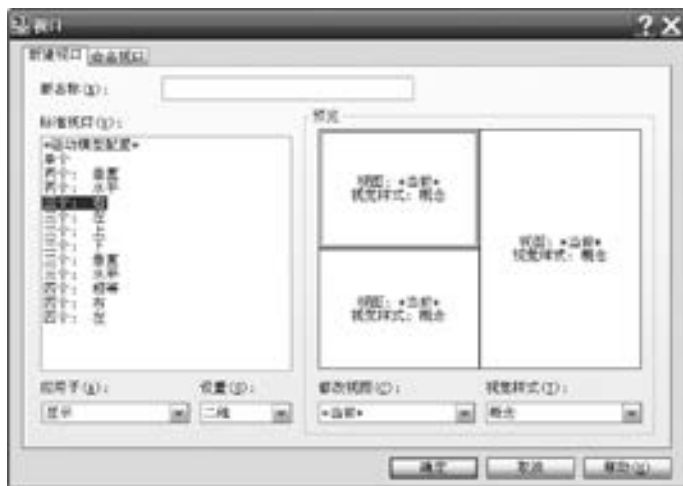 视口
新建视口 命名视口
新名称(N):
标准视口(V):
*活动模型配置*
单个
两个: 垂直
两个: 水平
三个: 右
三个: 左
三个: 上
三个: 下
三个: 垂直
三个: 水平
四个: 相等
四个: 右
四个: 左
预览
视图: *当前*
视觉样式: 概念
视图: *当前*
视觉样式: 概念
视图: *当前*
视觉样式: 概念
应用于(A):
设置(S):
修改视图(C):
视觉样式(T):
显示
二维
*当前*
概念
确定
取消
帮助(H)